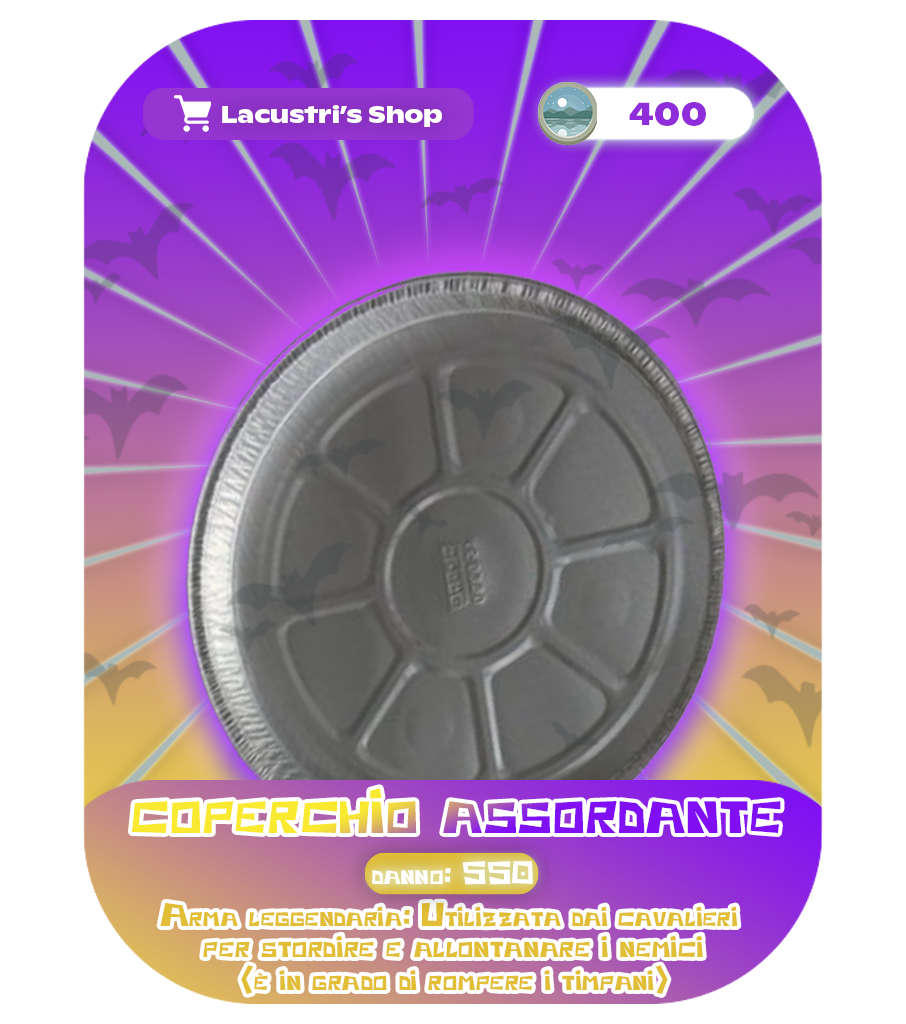 Lacustri's Shop
400
COPERCHIO ASSORDANTE
DANNO: 550
Arma leggendaria: Utilizzata dai cavalieri
per stordire e allontanare i nemici
(è in grado di rompere i timpani)